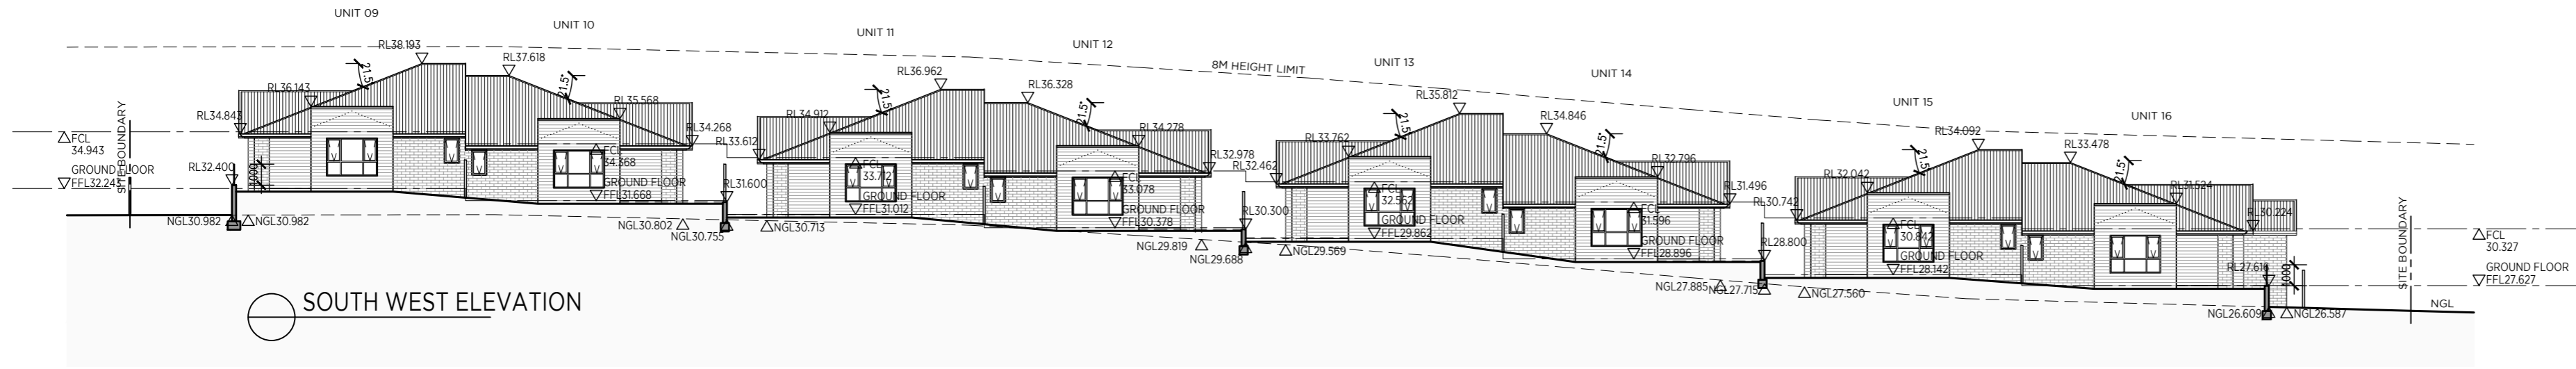 UNIT 09
UNIT 10
UNIT 11
UNIT 12
UNIT 13
UNIT 14
UNIT 15
UNIT 16
8M HEIGHT LIMIT
SITE BOUNDARY
FCL
34.943
GROUND FLOOR
FFL32.243
RL34.843
RL32.400
1000
NGL30.982
NGL30.982
RL36.143
21.5°
RL38.193
RL37.618
21.5°
RL35.568
RL34.268
FCL
34.368
GROUND FLOOR
FFL31.668
NGL30.802
NGL30.755
RL33.612
RL31.600
NGL30.713
RL34.912
21.5°
RL36.962
FCL
33.712
GROUND FLOOR
FFL31.012
RL36.328
21.5°
RL34.278
RL32.978
FCL
33.078
GROUND FLOOR
FFL30.378
NGL29.819
NGL29.688
RL32.462
RL30.300
NGL29.569
RL33.762
21.5°
RL35.812
FCL
32.562
GROUND FLOOR
FFL29.862
RL34.846
21.5°
RL32.796
RL31.496
FCL
31.596
GROUND FLOOR
FFL28.896
NGL27.885
NGL27.715
RL30.742
RL28.800
NGL27.560
RL32.042
21.5°
RL34.092
FCL
30.842
GROUND FLOOR
FFL28.142
RL33.478
21.5°
RL31.524
RL30.224
RL27.616
1000
NGL26.609
NGL26.587
SITE BOUNDARY
NGL
FCL
30.327
GROUND FLOOR
FFL27.627
SOUTH WEST ELEVATION